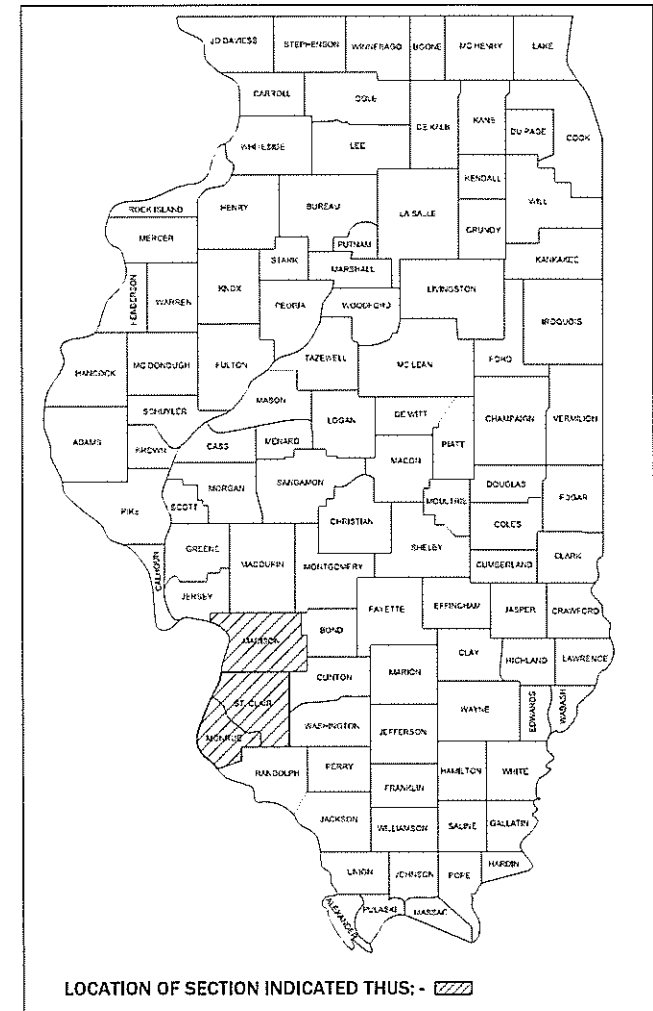 JO DAVIESS STEPHENSON WINNEBAGO BOONE MC HENRY LAKE
CARROLL OGLE
DE KALB KANE DU PAGE COOK
WHITESIDE LEE
KENDALL
ROCK ISLAND HENRY BUREAU LA SALLE WILL
MERCER PUTNAM GRUNDY
STARK MARSHALL KANKAKEE
HENDERSON WARREN KNOX PEORIA WOODFORD LIVINGSTON IROQUOIS
HANCOCK MC DONOUGH FULTON TAZEWELL MC LEAN FORD
MASON
SCHUYLER LOGAN DE WITT CHAMPAIGN VERMILION
ADAMS BROWN CASS MENARD PIATT
MACON
SANGAMON DOUGLAS
PIKE SCOTT MORGAN CHRISTIAN MOULTRIE EDGAR
COLES
GREENE SHELBY
CALHOUN MACOUPIN MONTGOMERY CUMBERLAND CLARK
JERSEY FAYETTE EFFINGHAM JASPER CRAWFORD
MADISON BOND
CLAY RICHLAND LAWRENCE
CLINTON MARION
ST. CLAIR WAYNE EDWARDS WABASH
WASHINGTON JEFFERSON
MONROE
RANDOLPH PERRY HAMILTON WHITE
FRANKLIN
JACKSON WILLIAMSON SALINE GALLATIN
UNION JOHNSON POPE HARDIN
ALEXANDER PULASKI MASSAC
LOCATION OF SECTION INDICATED THUS: -